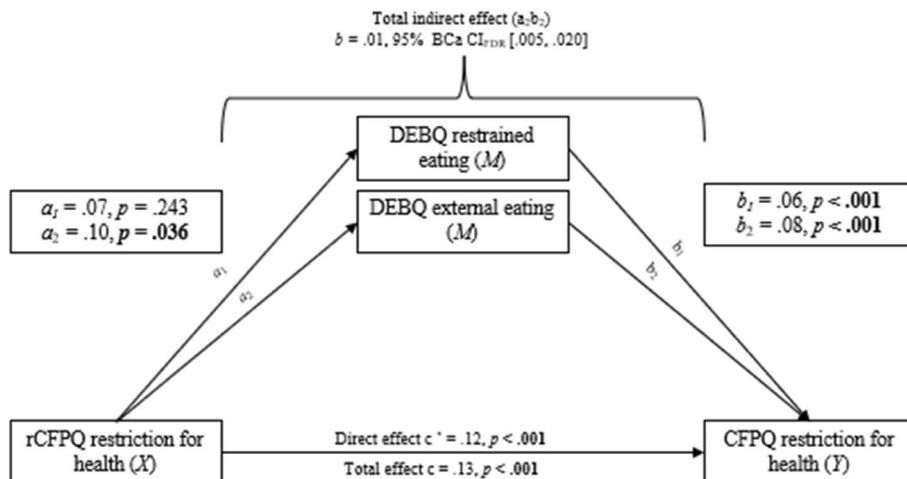 Total indirect effect (a₂b₂)
b = .01, 95% BCa CI_FDR [.005, .020]
DEBQ restrained
eating (M)
DEBQ external eating
(M)
a₁ = .07, p = .243
a₂ = .10, p = .036
b₁ = .06, p < .001
b₂ = .08, p < .001
a₁
a₂
b₁
b₂
rCFPQ restriction for
health (X)
Direct effect c ' = .12, p < .001
Total effect c = .13, p < .001
CFPQ restriction for
health (Y)